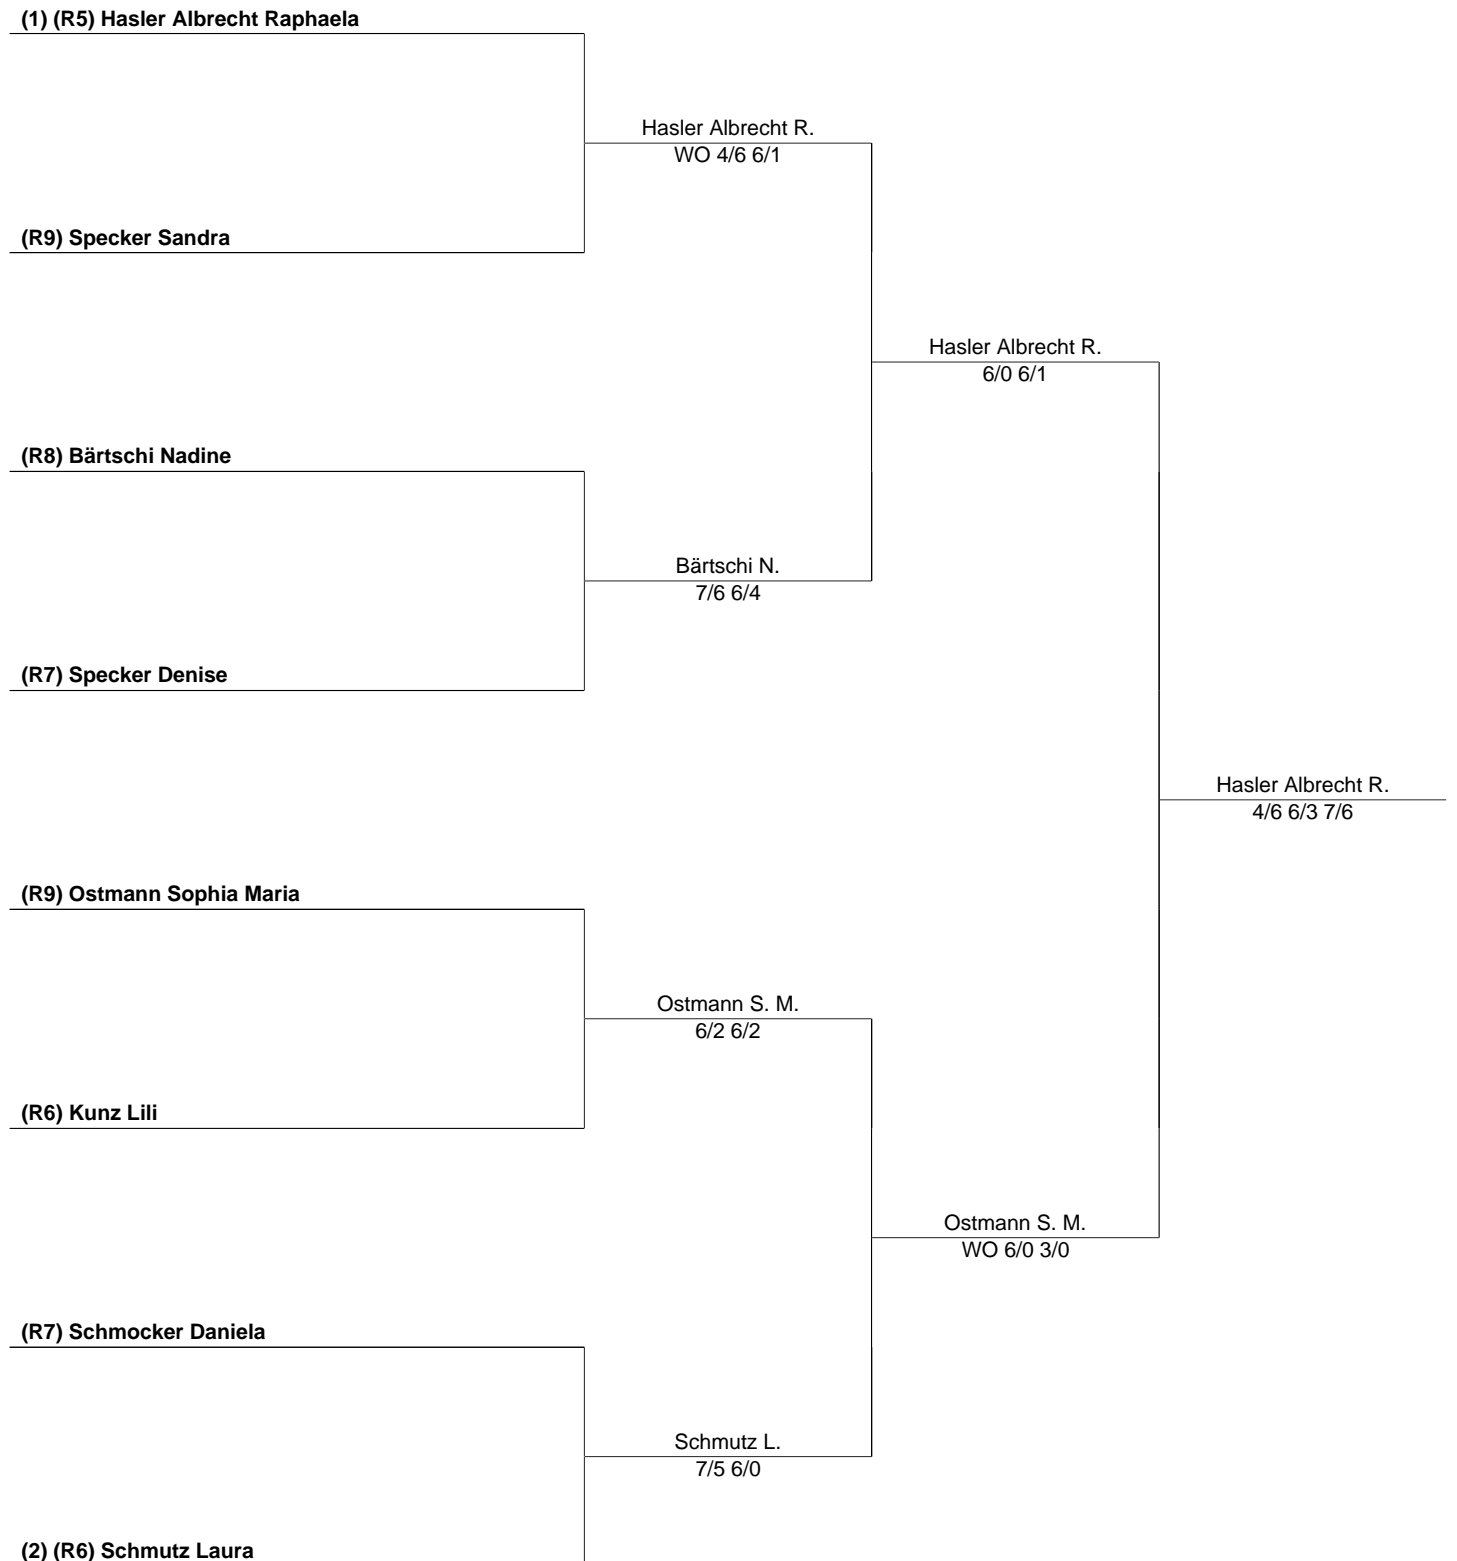 (1) (R5) Hasler Albrecht Raphaela
Hasler Albrecht R.
WO 4/6 6/1
(R9) Specker Sandra
Hasler Albrecht R.
6/0 6/1
(R8) Bärtschi Nadine
Bärtschi N.
7/6 6/4
(R7) Specker Denise
Hasler Albrecht R.
4/6 6/3 7/6
(R9) Ostmann Sophia Maria
Ostmann S. M.
6/2 6/2
(R6) Kunz Lili
Ostmann S. M.
WO 6/0 3/0
(R7) Schmocker Daniela
Schmutz L.
7/5 6/0
(2) (R6) Schmutz Laura